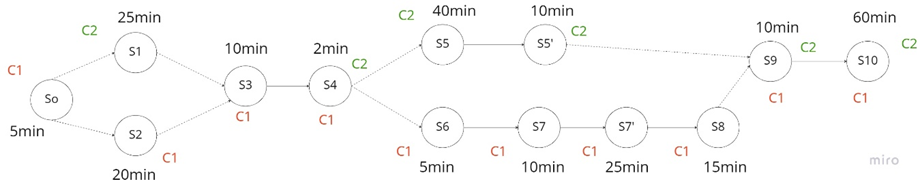 25min
40min
10min
C2
C2
C2
60min
S1
S5
S5'
10min
C2
C2
10min
2min
S9
S10
C1
C2
So
S3
S4
C1
C1
C1
C1
5min
S2
S6
S7
S7'
S8
C1
C1
C1
C1
C1
20min
5min
10min
25min
15min
miro